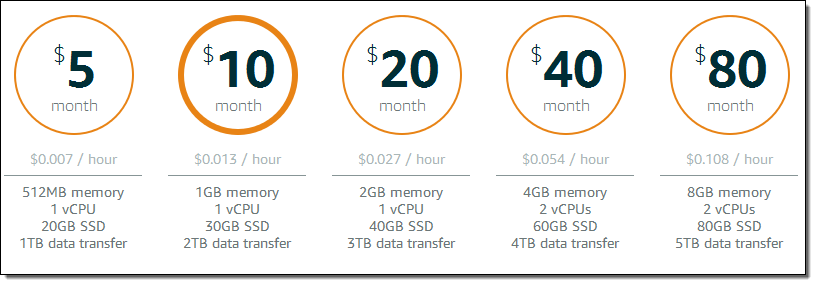 $5
month
$0.007 / hour
512MB memory
1 vCPU
20GB SSD
1TB data transfer
$10
month
$0.013 / hour
1GB memory
1 vCPU
30GB SSD
2TB data transfer
$20
month
$0.027 / hour
2GB memory
1 vCPU
40GB SSD
3TB data transfer
$40
month
$0.054 / hour
4GB memory
2 vCPUs
60GB SSD
4TB data transfer
$80
month
$0.108 / hour
8GB memory
2 vCPUs
80GB SSD
5TB data transfer